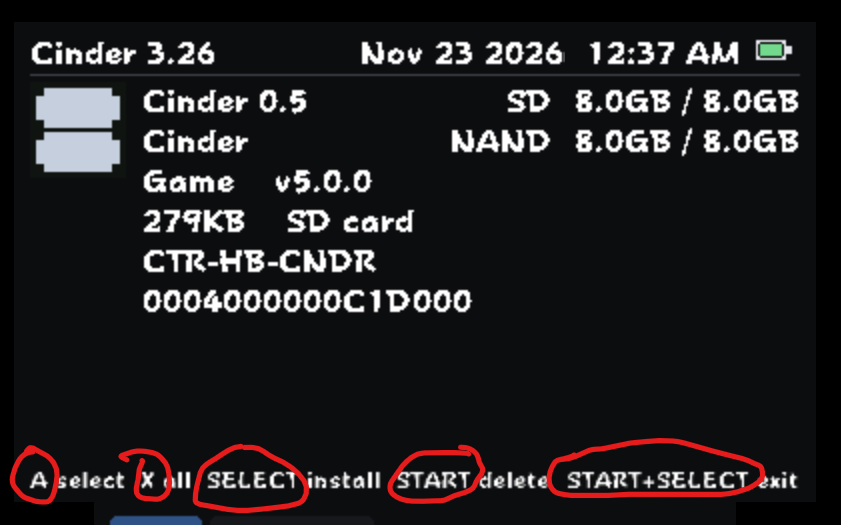 Cinder 3.26 Nov 23 2026 12:37 AM
Cinder 0.5 SD 8.0GB / 8.0GB
Cinder NAND 8.0GB / 8.0GB
Game v5.0.0
279KB SD card
CTR-HB-CNDR
0004000000C1D000
A select X all SELECT install START delete START+SELECT exit